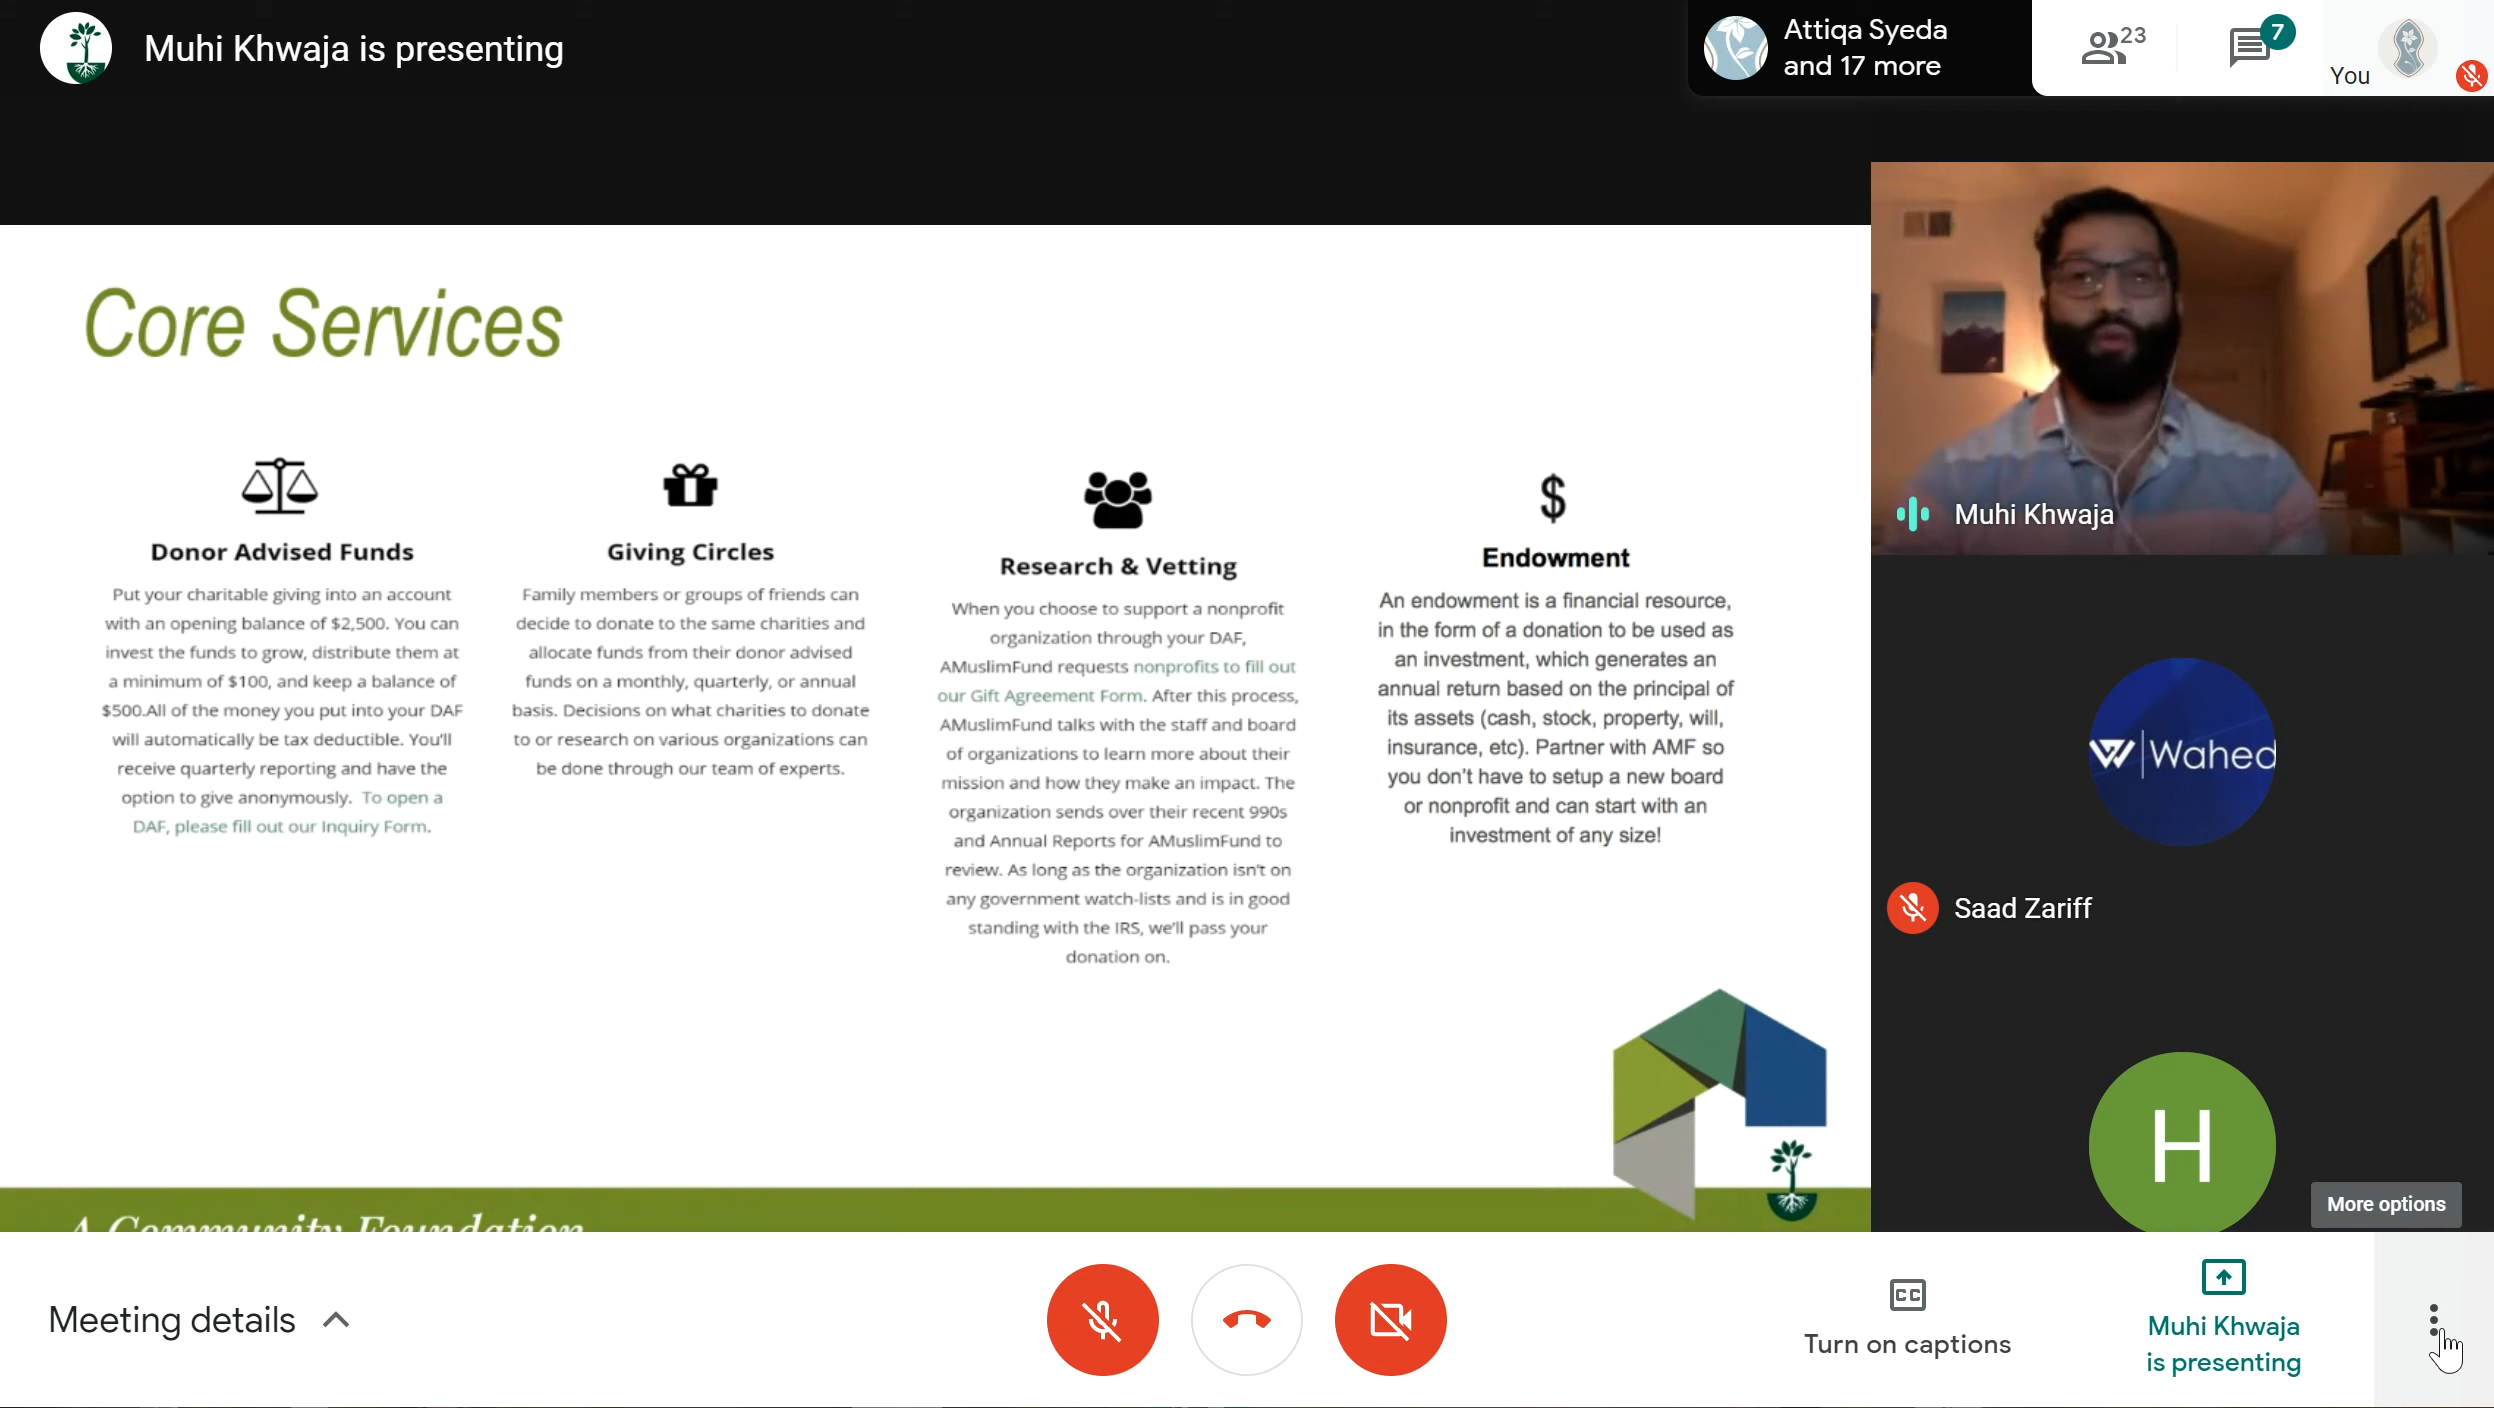 Muhi Khwaja is presenting
Attiqa Syeda
and 17 more
23
7
You
Core Services
Donor Advised Funds
Put your charitable giving into an account
with an opening balance of $2,500. You can
invest the funds to grow, distribute them at
a minimum of $100, and keep a balance of
$500.All of the money you put into your DAF
will automatically be tax deductible. You'll
receive quarterly reporting and have the
option to give anonymously. To open a
DAF, please fill out our Inquiry Form.
Giving Circles
Family members or groups of friends can
decide to donate to the same charities and
allocate funds from their donor advised
funds on a monthly, quarterly, or annual
basis. Decisions on what charities to donate
to or research on various organizations can
be done through our team of experts.
Research & Vetting
When you choose to support a nonprofit
organization through your DAF,
AMuslimFund requests nonprofits to fill out
our Gift Agreement Form. After this process,
AMuslimFund talks with the staff and board
of organizations to learn more about their
mission and how they make an impact. The
organization sends over their recent 990s
and Annual Reports for AMuslimFund to
review. As long as the organization isn't on
any government watch-lists and is in good
standing with the IRS, we'll pass your
donation on.
$
Endowment
An endowment is a financial resource,
in the form of a donation to be used as
an investment, which generates an
annual return based on the principal of
its assets (cash, stock, property, will,
insurance, etc). Partner with AMF so
you don't have to setup a new board
or nonprofit and can start with an
investment of any size!
A Community Foundation
Muhi Khwaja
W|Wahed
Saad Zariff
H
More options
Meeting details
CC
Turn on captions
Muhi Khwaja
is presenting